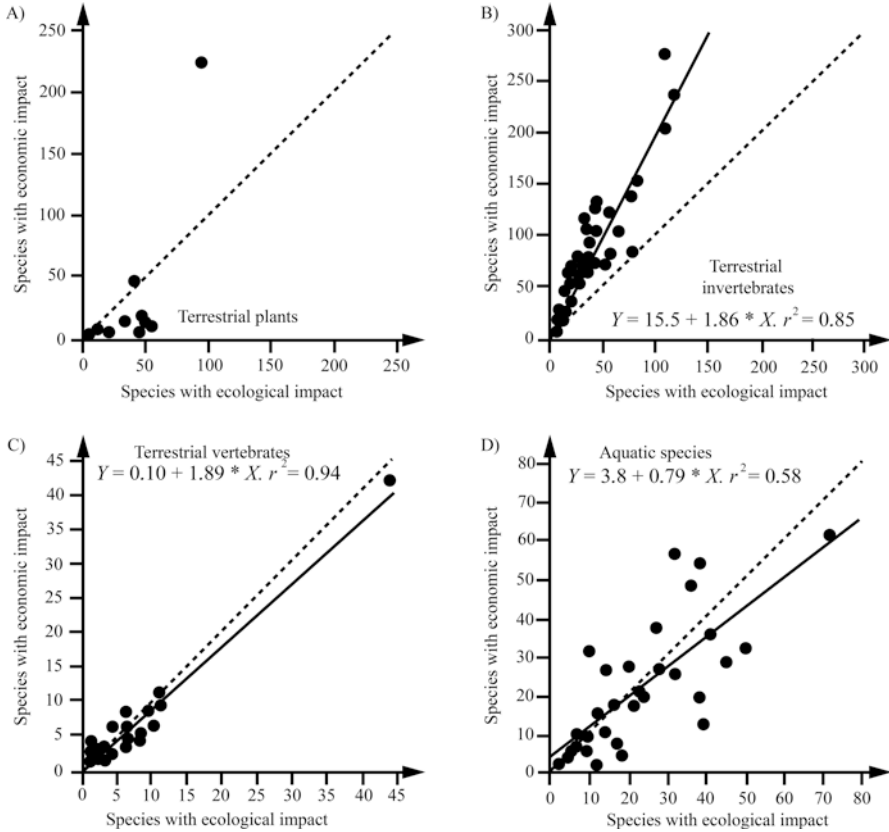 A)
250
200
150
100
50
0
Species with economic impact
Terrestrial plants
0 50 100 150 200 250
Species with ecological impact
B)
300
250
200
150
100
50
0
Species with economic impact
Terrestrial
invertebrates
Y = 15.5 + 1.86 * X. r² = 0.85
0 50 100 150 200 250 300
Species with ecological impact
C)
Terrestrial vertebrates
Y = 0.10 + 1.89 * X. r² = 0.94
45
40
35
30
25
20
15
10
5
0
Species with economic impact
0 5 10 15 20 25 30 35 40 45
Species with ecological impact
D)
Aquatic species
Y = 3.8 + 0.79 * X. r² = 0.58
80
70
60
50
40
30
20
10
0
Species with economic impact
0 10 20 30 40 50 60 70 80
Species with ecological impact